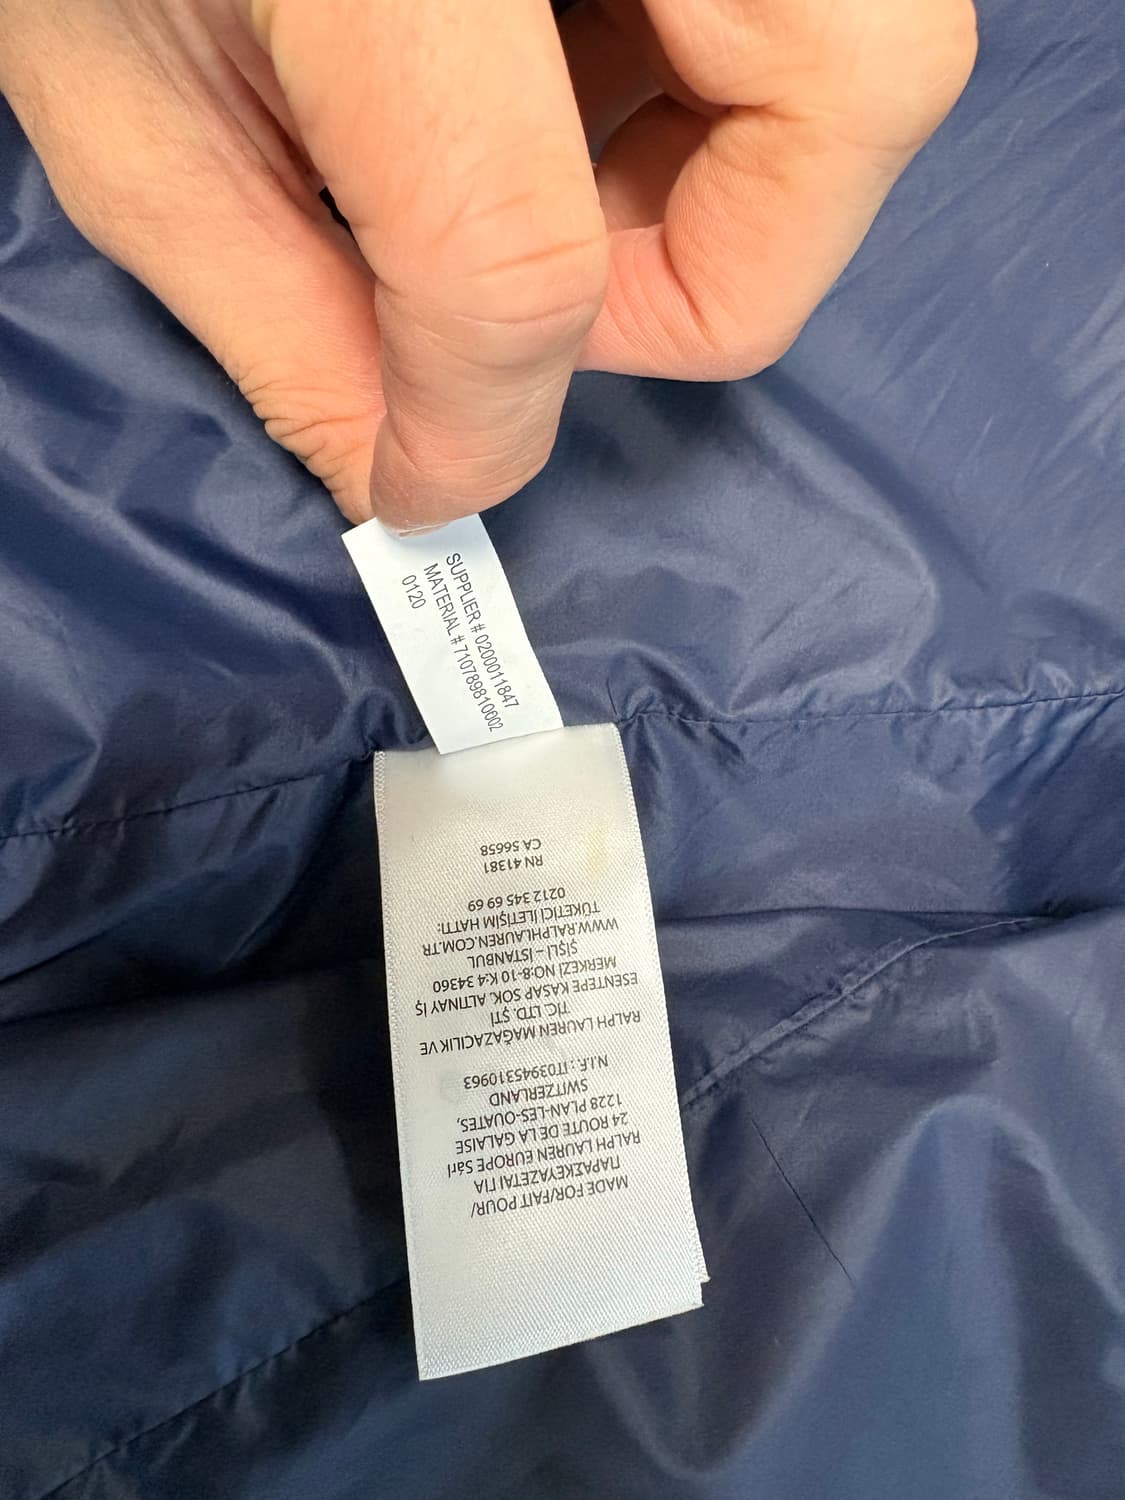 SUPPLIER # 0200011847
MATERIAL # 710789810002
0120
MADE FOR/FAIT POUR/
ΠΑΡΑΣΚΕΥΑΖΕΤΑΙ ΓΙΑ
RALPH LAUREN EUROPE Sàrl
24 ROUTE DE LA GALAISE
1228 PLAN-LES-OUATES,
SWITZERLAND
N.I.F. : IT03945310963
RALPH LAUREN MAĞAZACILIK VE
TİC. LTD. ŞTİ
ESENTEPE KASAP SOK. ALTINAY İŞ
MERKEZİ NO:8-10 K:4 34360
ŞİŞLİ – İSTANBUL
WWW.RALPHLAUREN.COM.TR
TÜKETİCİ İLETİŞİM HATTI:
0212 345 69 69
RN 41381
CA 56658